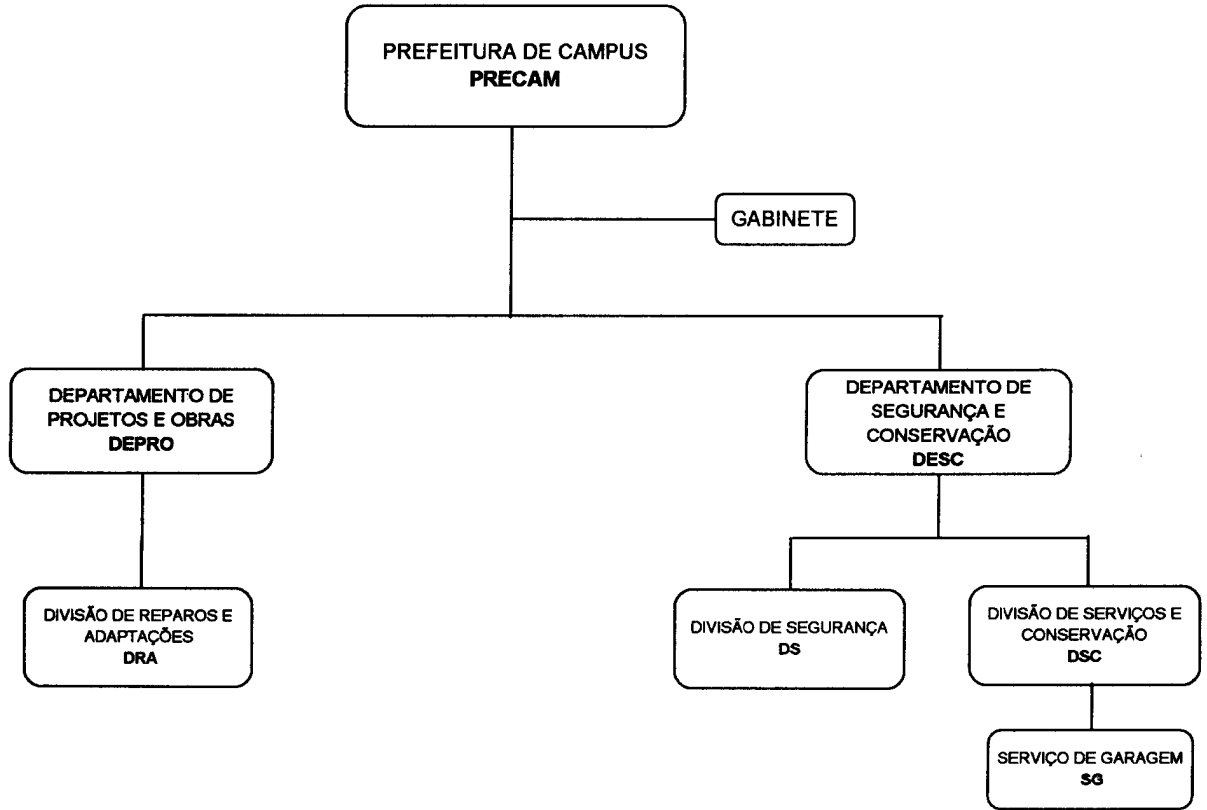 PREFEITURA DE CAMPUS
PRECAM
GABINETE
DEPARTAMENTO DE
PROJETOS E OBRAS
DEPRO
DEPARTAMENTO DE
SEGURANÇA E
CONSERVAÇÃO
DESC
DIVISÃO DE REPAROS E
ADAPTAÇÕES
DRA
DIVISÃO DE SEGURANÇA
DS
DIVISÃO DE SERVIÇOS E
CONSERVAÇÃO
DSC
SERVIÇO DE GARAGEM
SG